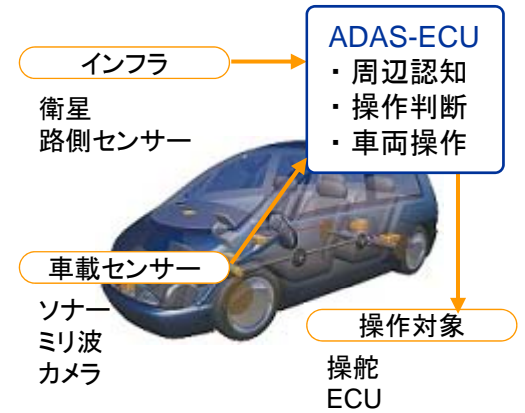 ADAS-ECU
・周辺認知
・操作判断
・車両操作
インフラ
衛星
路側センサー
車載センサー
ソナー
ミリ波
カメラ
操作対象
操舵
ECU